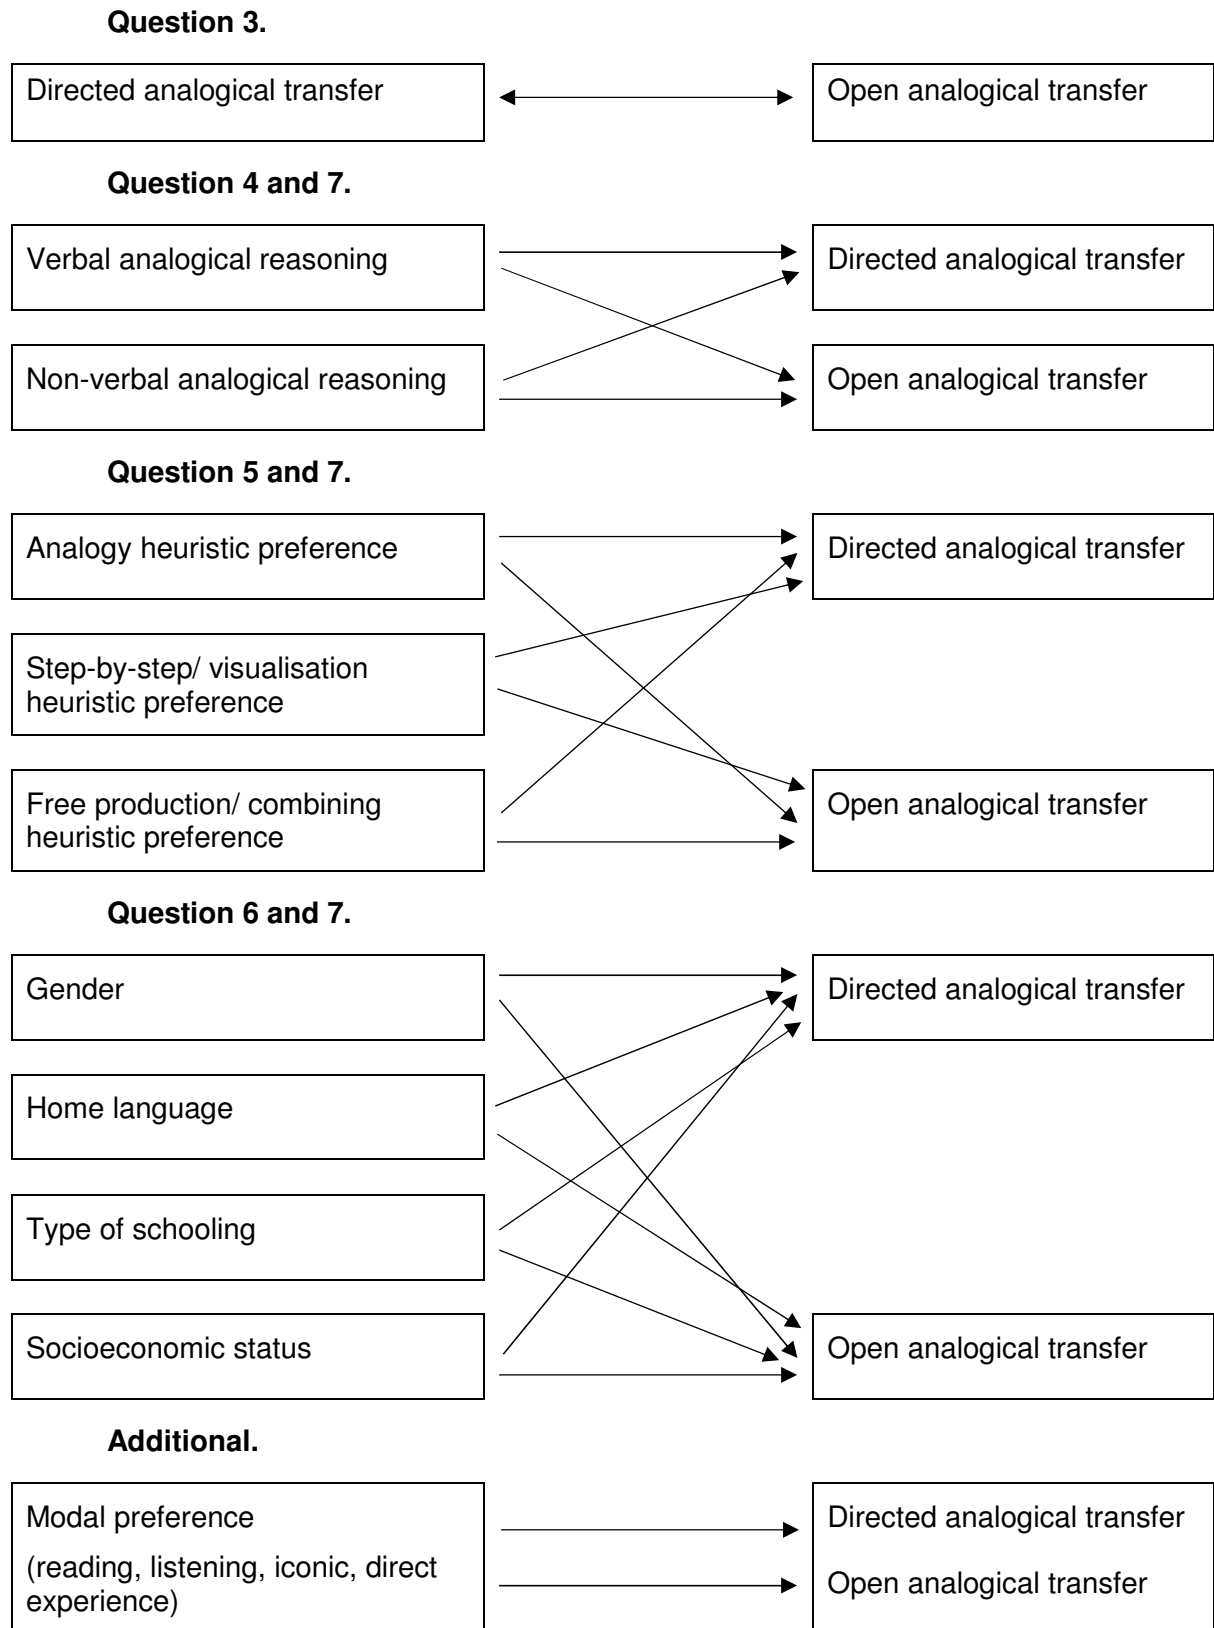 Question 3.
Directed analogical transfer
Open analogical transfer
Question 4 and 7.
Verbal analogical reasoning
Directed analogical transfer
Non-verbal analogical reasoning
Open analogical transfer
Question 5 and 7.
Analogy heuristic preference
Directed analogical transfer
Step-by-step/ visualisation
heuristic preference
Free production/ combining
heuristic preference
Open analogical transfer
Question 6 and 7.
Gender
Directed analogical transfer
Home language
Type of schooling
Socioeconomic status
Open analogical transfer
Additional.
Modal preference
(reading, listening, iconic, direct
experience)
Directed analogical transfer
Open analogical transfer